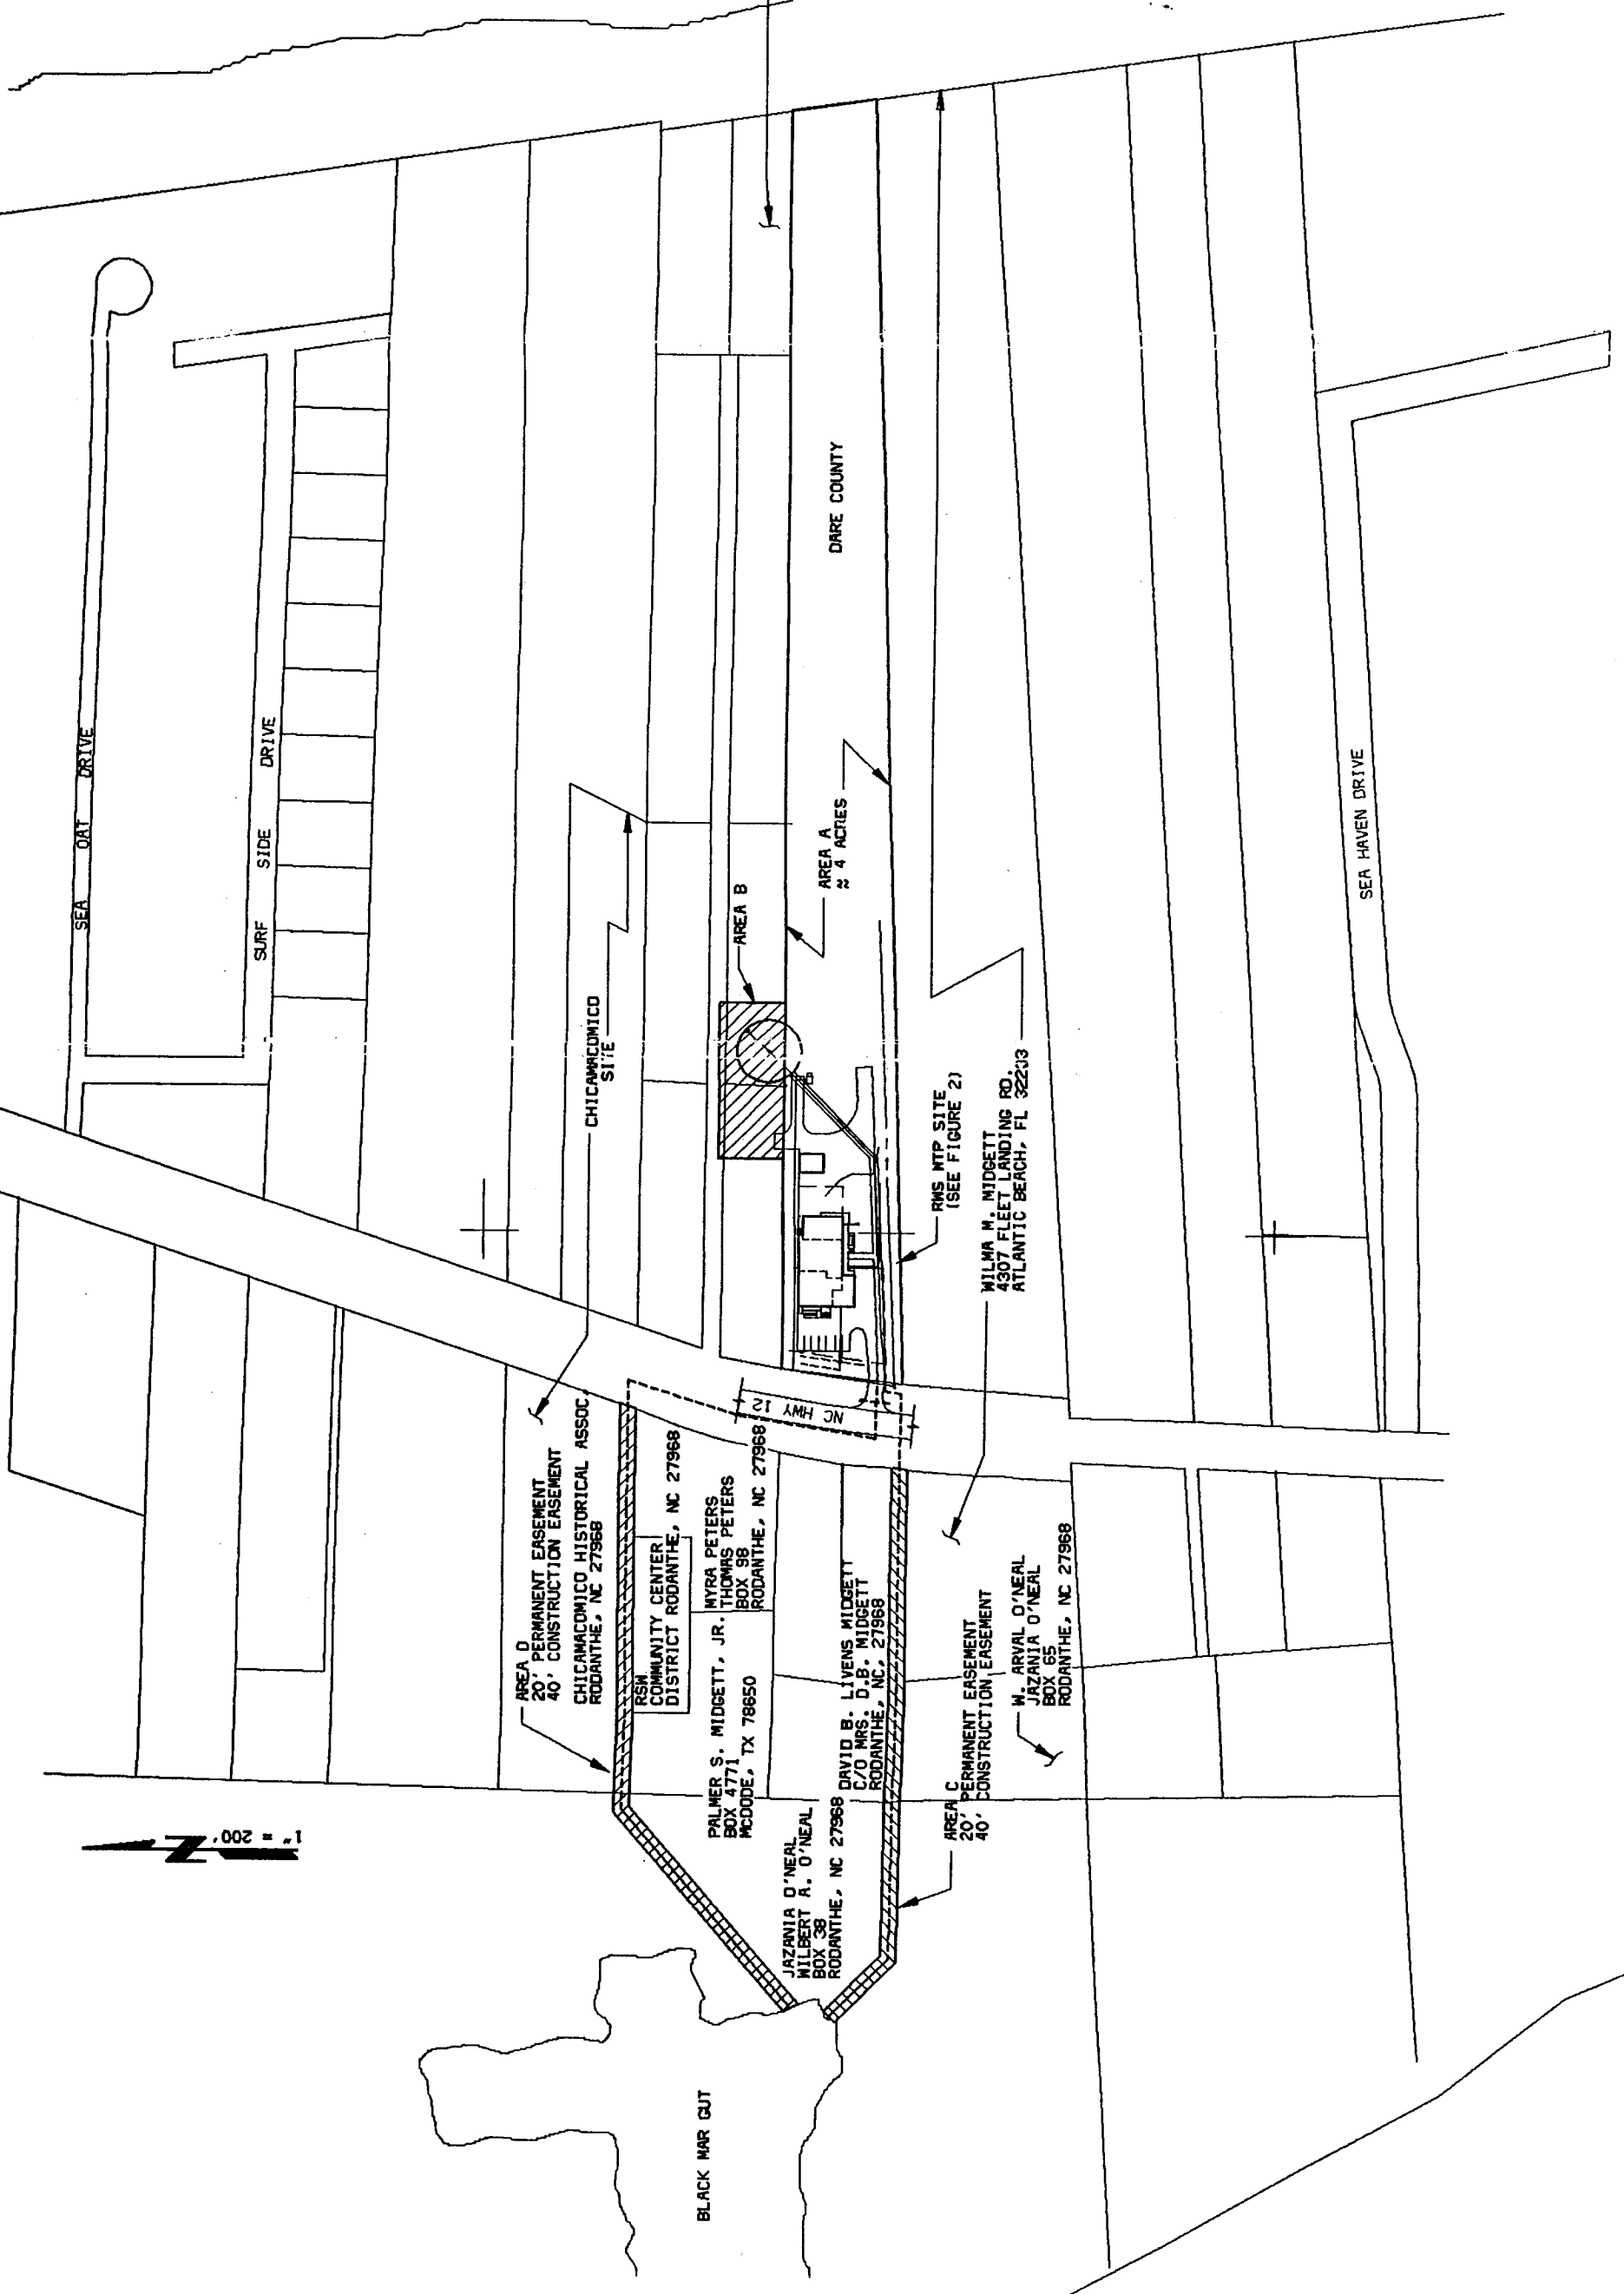 SEA OAT DRIVE
SURF SIDE DRIVE
CHICAMACOMICO
SITE
AREA B
AREA A
≈ 4 ACRES
DARE COUNTY
SEA HAVEN DRIVE
RWS WTP SITE
(SEE FIGURE 2)
WILMA M. MIDGETT
4307 FLEET LANDING RD.
ATLANTIC BEACH, FL 32233
NC HWY 12
AREA D
20' PERMANENT EASEMENT
40' CONSTRUCTION EASEMENT
CHICAMACOMICO HISTORICAL ASSOC.
RODANTHE, NC 27968
RSW
COMMUNITY CENTER
DISTRICT RODANTHE, NC 27968
MYRA PETERS
THOMAS PETERS
BOX 98
RODANTHE, NC 27968
PALMER S. MIDGETT, JR.
BOX 4771
MCDODE, TX 78650
DAVID B. LIVENS MIDGETT
C/O MRS. D.B. MIDGETT
RODANTHE, NC, 27968
JAZANIA O'NEAL
WILBERT A. O'NEAL
BOX 38
RODANTHE, NC 27968
AREA C
20' PERMANENT EASEMENT
40' CONSTRUCTION EASEMENT
W. ARVAL O'NEAL
JAZANIA O'NEAL
BOX 65
RODANTHE, NC 27968
1" = 200'
N
BLACK MAR GUT